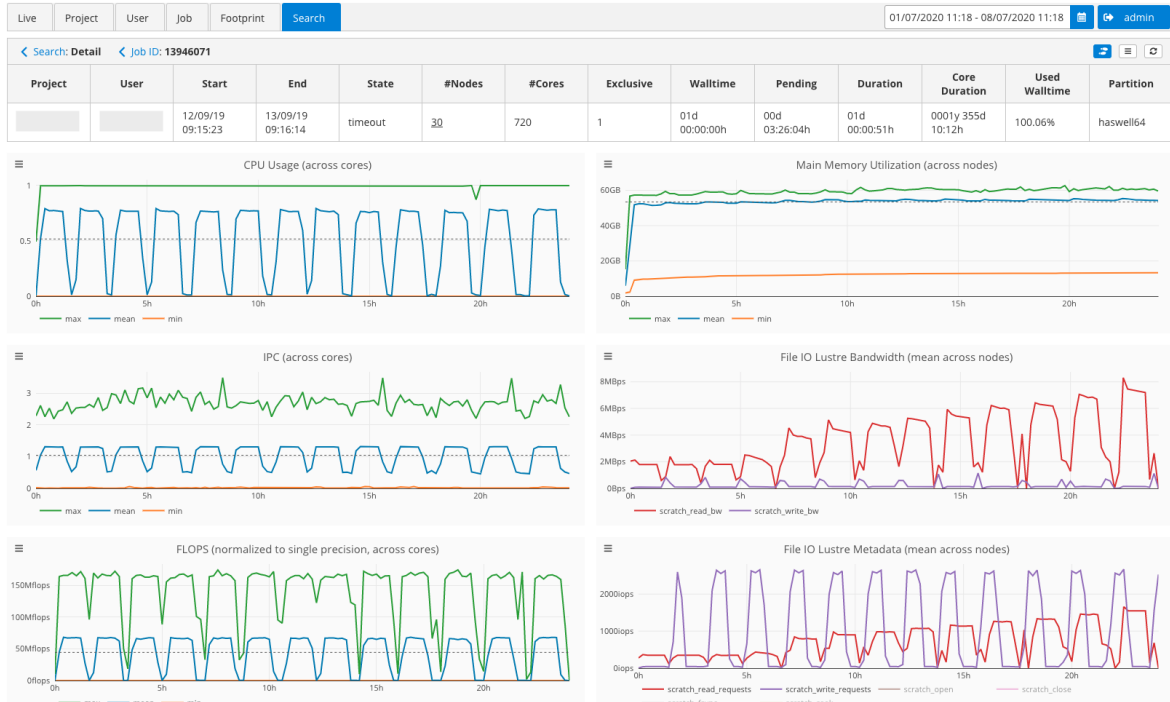 Live Project User Job Footprint Search 01/07/2020 11:18 - 08/07/2020 11:18 admin
Search: Detail Job ID: 13946071
Project User Start End State #Nodes #Cores Exclusive Walltime Pending Duration Core Duration Used Walltime Partition
12/09/19 09:15:23 13/09/19 09:16:14 timeout 30 720 1 01d 00:00:00h 00d 03:26:04h 01d 00:00:51h 0001y 355d 10:12h 100.06% haswell64
CPU Usage (across cores)
1
0.5
0
0h 5h 10h 15h 20h
max mean min
Main Memory Utilization (across nodes)
60GB
40GB
20GB
0B
0h 5h 10h 15h 20h
max mean min
IPC (across cores)
3
2
1
0
0h 5h 10h 15h 20h
max mean min
File IO Lustre Bandwidth (mean across nodes)
8MBps
6MBps
4MBps
2MBps
0Bps
0h 5h 10h 15h 20h
scratch_read_bw scratch_write_bw
FLOPS (normalized to single precision, across cores)
150Mflops
100Mflops
50Mflops
0flops
0h 5h 10h 15h 20h
File IO Lustre Metadata (mean across nodes)
2000iops
1000iops
0iops
0h 5h 10h 15h 20h
scratch_read_requests scratch_write_requests scratch_open scratch_close